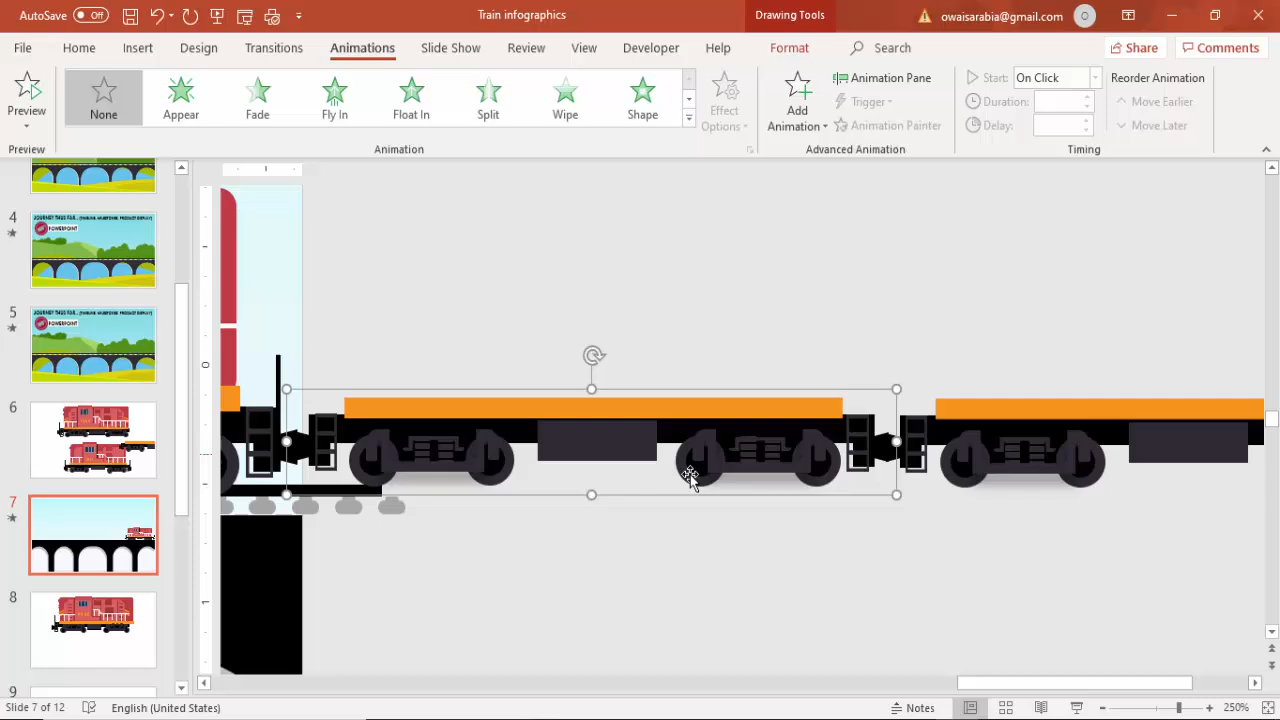 AutoSave Off Train infographics Drawing Tools owaisarabia@gmail.com O
File Home Insert Design Transitions Animations Slide Show Review View Developer Help Format Search Share Comments
Preview None Appear Fade Fly In Float In Split Wipe Shape Effect Options Add Animation Animation Pane Trigger Animation Painter Start: On Click Duration: Delay: Reorder Animation Move Earlier Move Later
Preview Animation Advanced Animation Timing
4
POWERPOINT
5
POWERPOINT
6
7
8
9
0
1
Slide 7 of 12 English (United States) Notes 250%